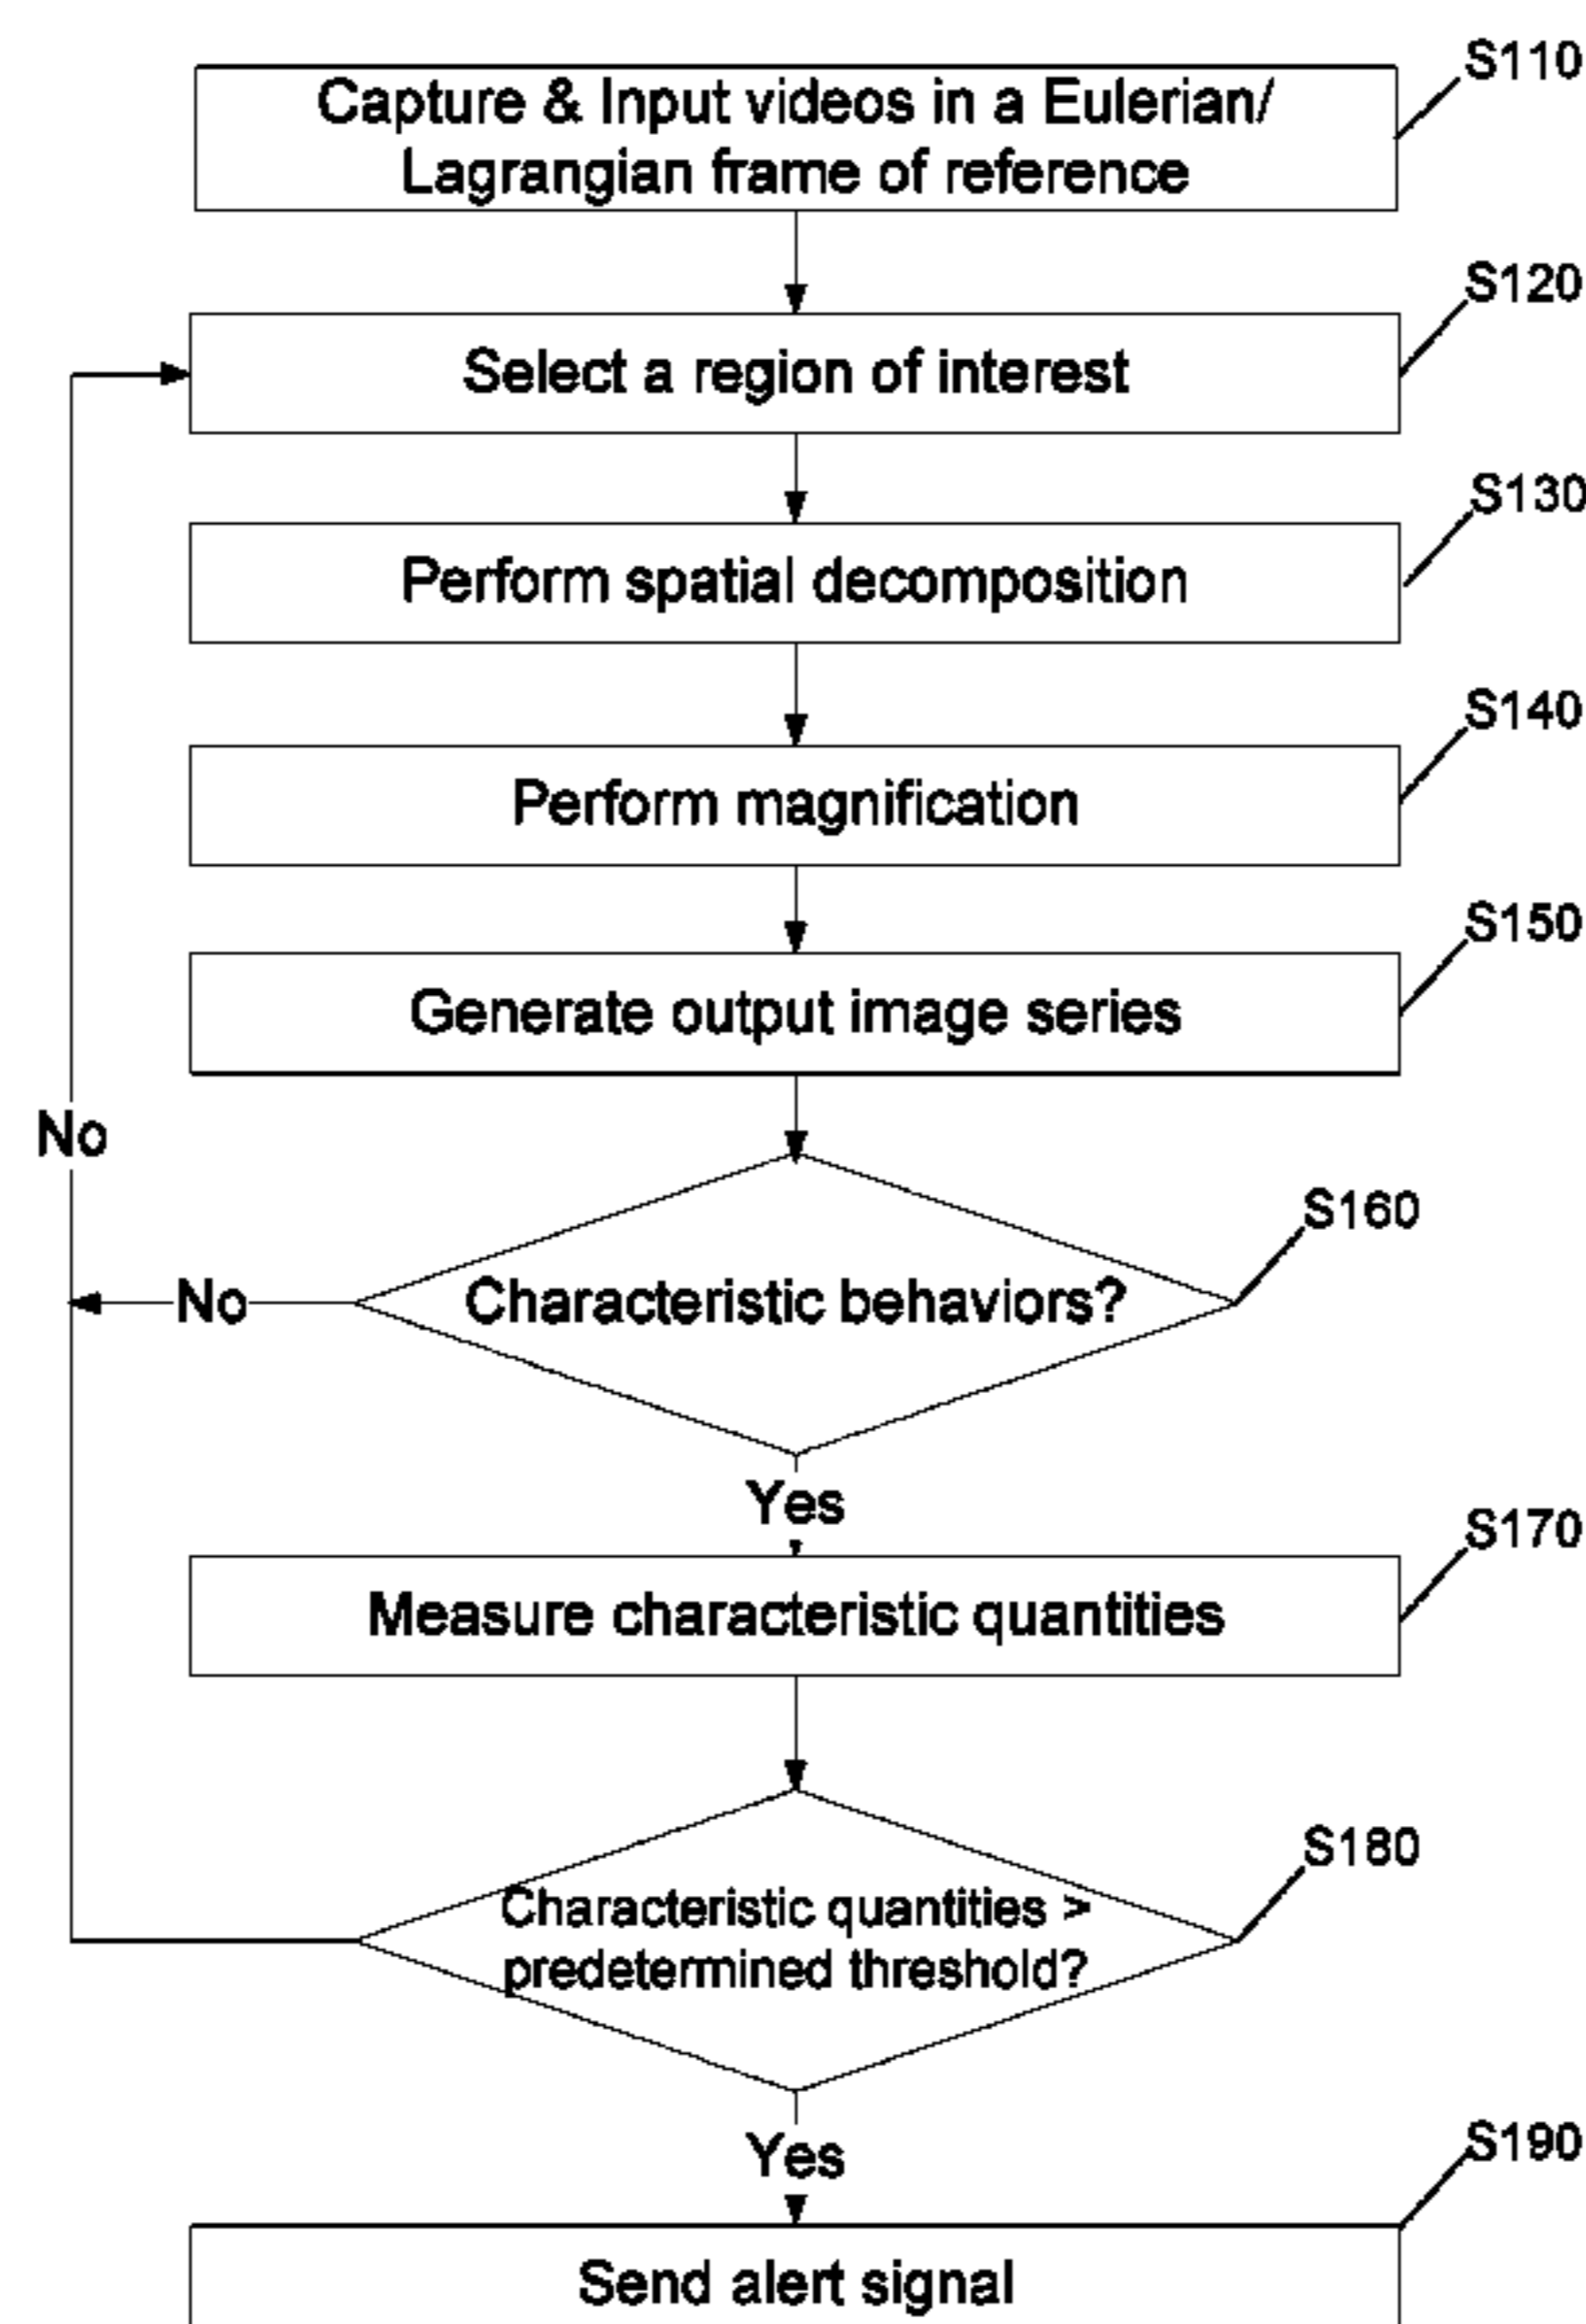 S110
Capture & Input videos in a Eulerian/
Lagrangian frame of reference
S120
Select a region of interest
S130
Perform spatial decomposition
S140
Perform magnification
S150
Generate output image series
No
S160
No
Characteristic behaviors?
Yes
S170
Measure characteristic quantities
S180
Characteristic quantities >
predetermined threshold?
Yes
S190
Send alert signal